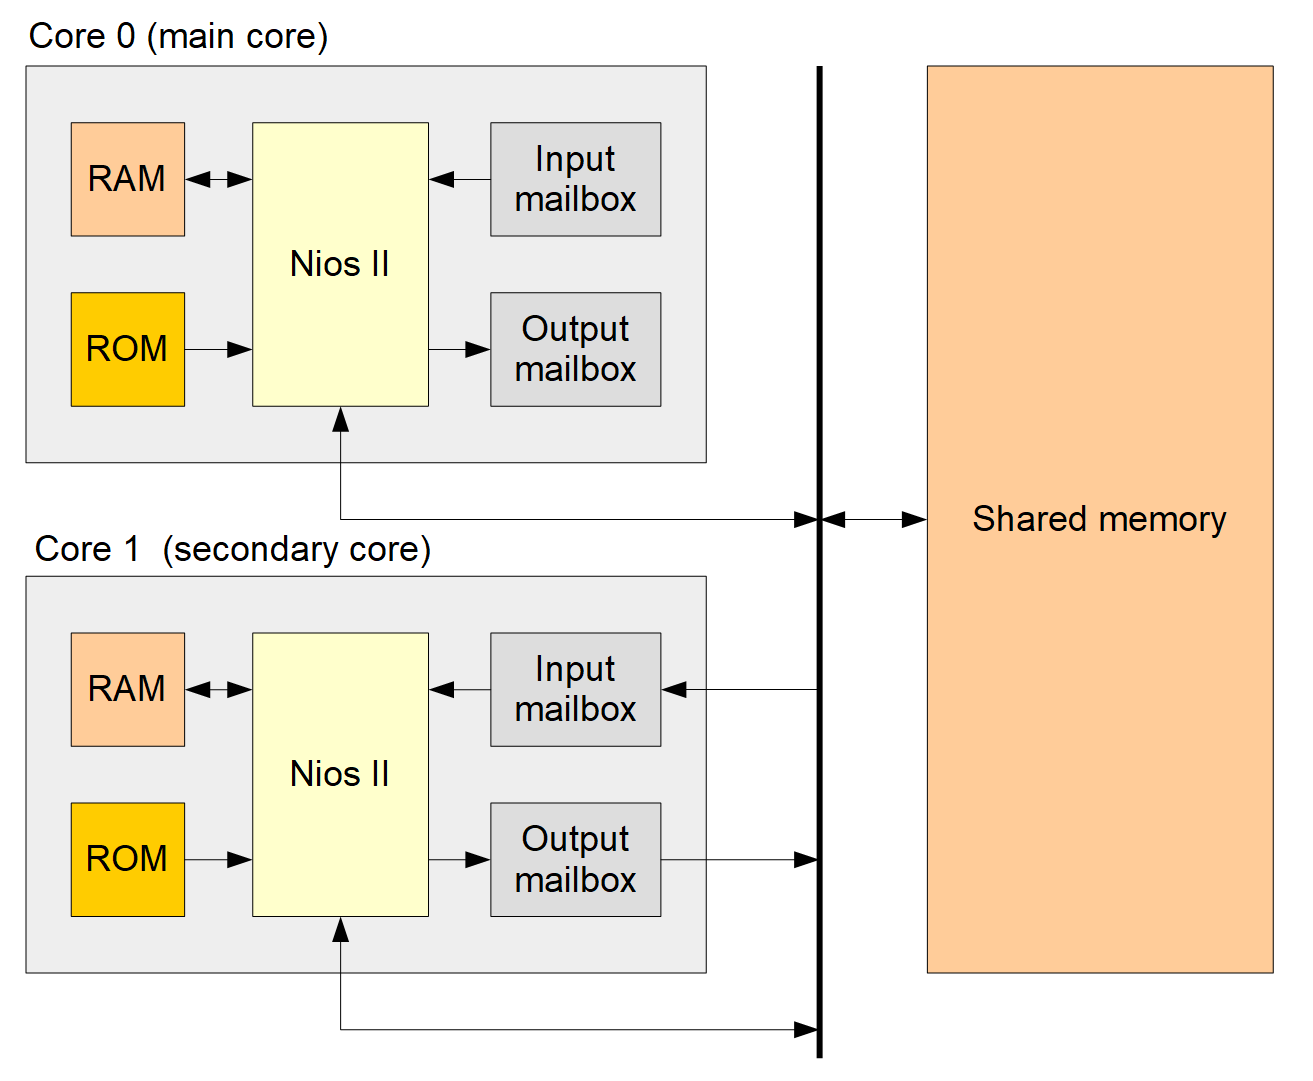 Core 0 (main core)
RAM
Input
mailbox
Nios II
ROM
Output
mailbox
Shared memory
Core 1  (secondary core)
RAM
Input
mailbox
Nios II
ROM
Output
mailbox